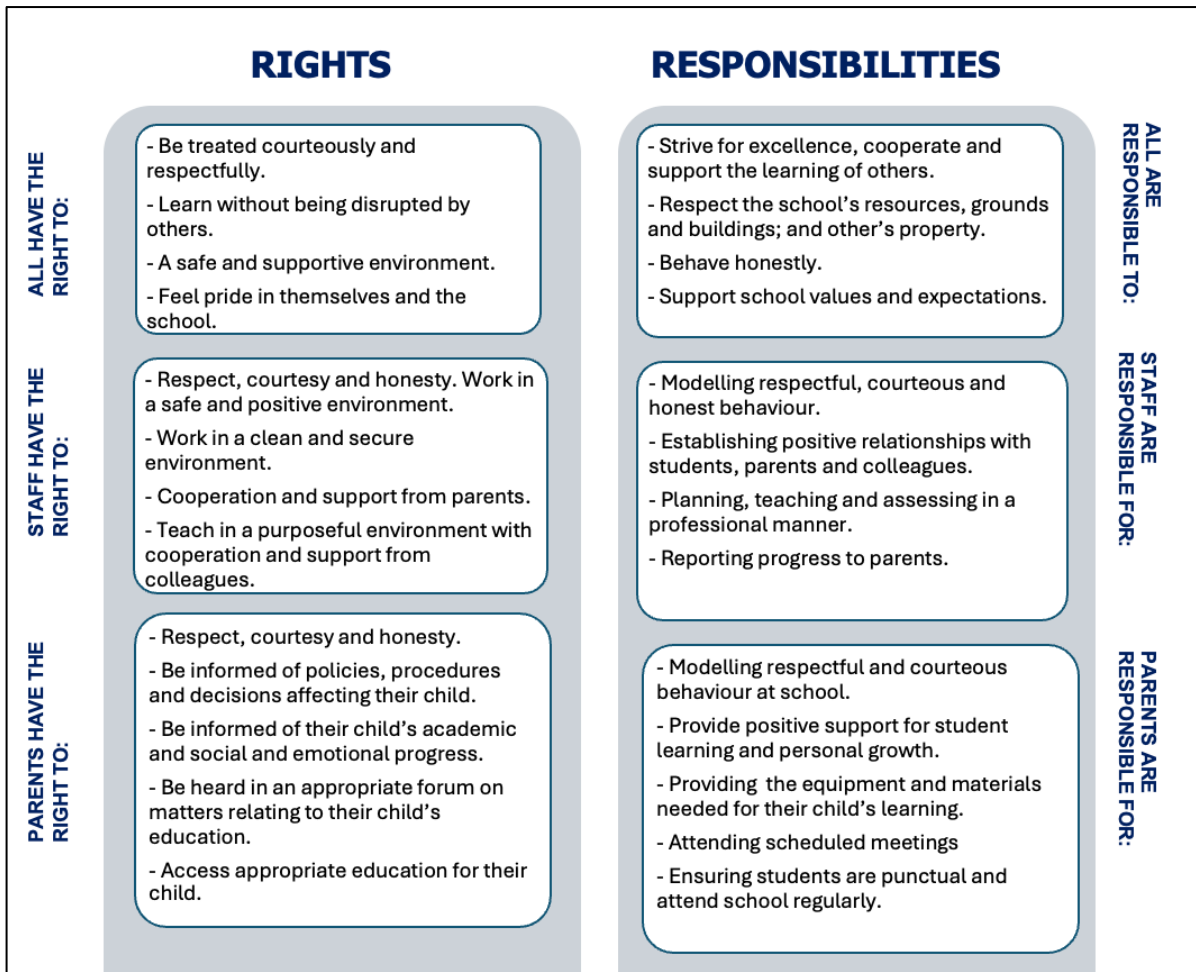 RIGHTS
RESPONSIBILITIES
ALL HAVE THE
RIGHT TO:
- Be treated courteously and
respectfully.
- Learn without being disrupted by
others.
- A safe and supportive environment.
- Feel pride in themselves and the
school.
- Strive for excellence, cooperate and
support the learning of others.
- Respect the school’s resources, grounds
and buildings; and other’s property.
- Behave honestly.
- Support school values and expectations.
ALL ARE
RESPONSIBLE TO:
STAFF HAVE THE
RIGHT TO:
- Respect, courtesy and honesty. Work in
a safe and positive environment.
- Work in a clean and secure
environment.
- Cooperation and support from parents.
- Teach in a purposeful environment with
cooperation and support from
colleagues.
- Modelling respectful, courteous and
honest behaviour.
- Establishing positive relationships with
students, parents and colleagues.
- Planning, teaching and assessing in a
professional manner.
- Reporting progress to parents.
STAFF ARE
RESPONSIBLE FOR:
PARENTS HAVE THE
RIGHT TO:
- Respect, courtesy and honesty.
- Be informed of policies, procedures
and decisions affecting their child.
- Be informed of their child’s academic
and social and emotional progress.
- Be heard in an appropriate forum on
matters relating to their child’s
education.
- Access appropriate education for their
child.
- Modelling respectful and courteous
behaviour at school.
- Provide positive support for student
learning and personal growth.
- Providing  the equipment and materials
needed for their child’s learning.
- Attending scheduled meetings
- Ensuring students are punctual and
attend school regularly.
PARENTS ARE
RESPONSIBLE FOR: